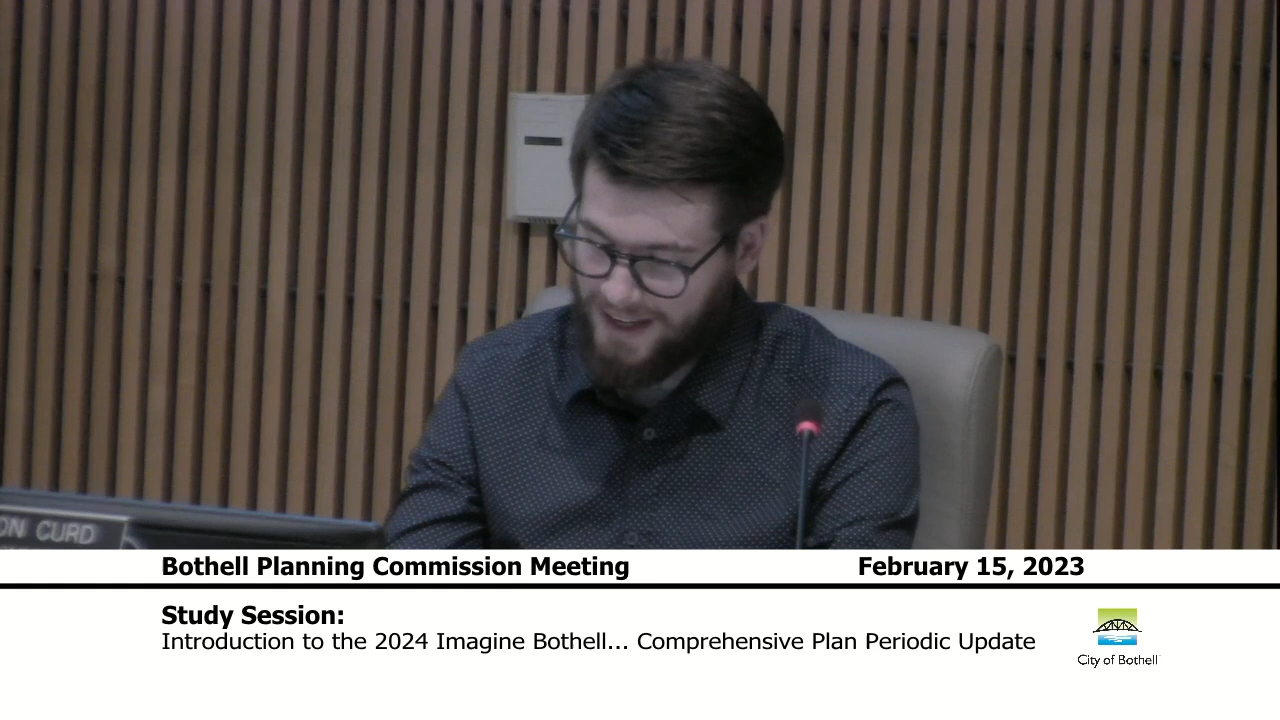 ON CURD
Bothell Planning Commission Meeting
February 15, 2023
Study Session:
Introduction to the 2024 Imagine Bothell... Comprehensive Plan Periodic Update
City of Bothell